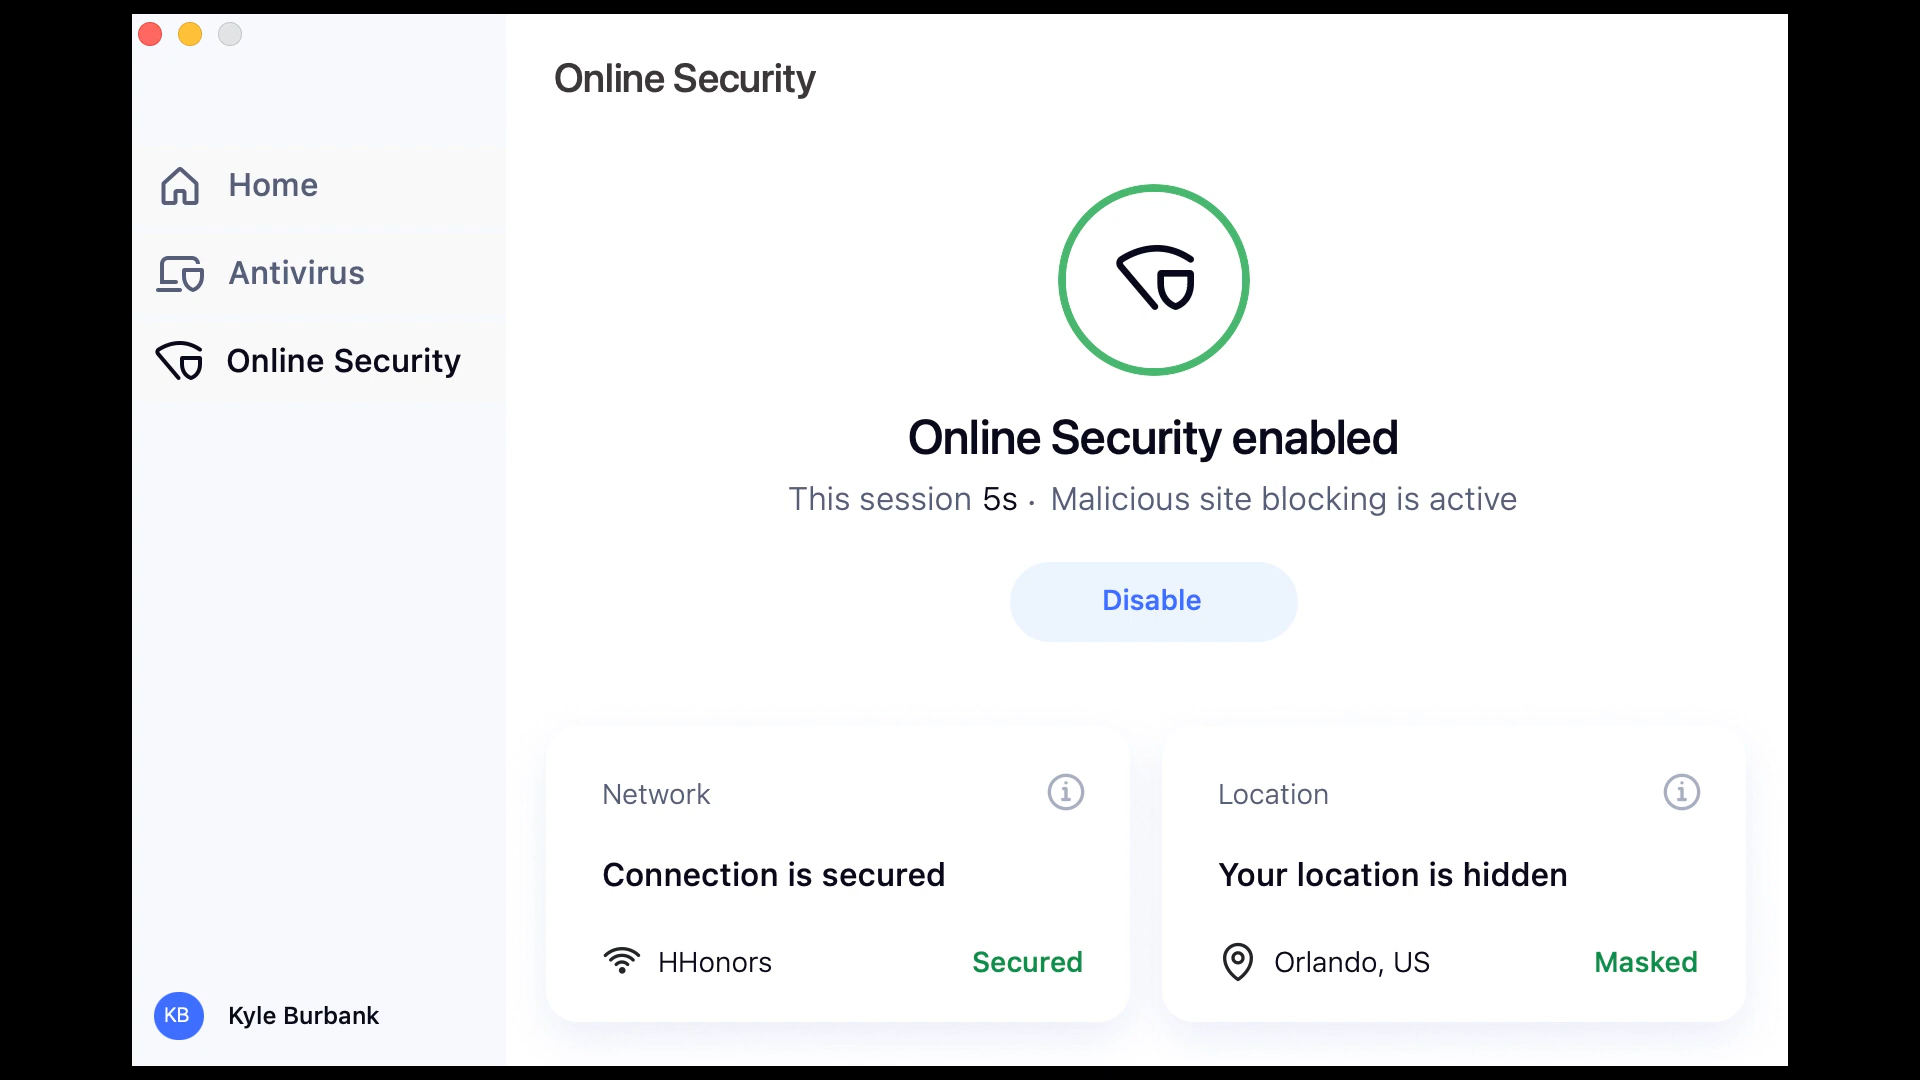 Online Security
Home
Antivirus
Online Security
Online Security enabled
This session 5s · Malicious site blocking is active
Disable
Network
Connection is secured
HHonors Secured
Location
Your location is hidden
Orlando, US Masked
KB Kyle Burbank